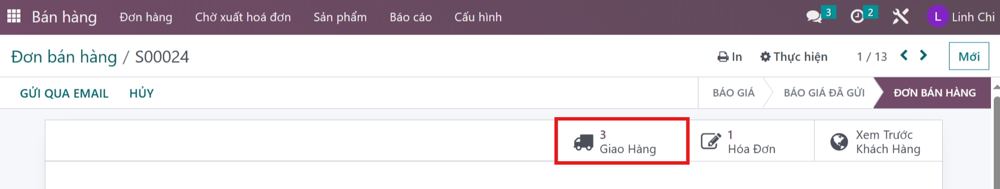 Bán hàng Đơn hàng Chờ xuất hoá đơn Sản phẩm Báo cáo Cấu hình 3 2 L Linh Chi
Đơn bán hàng / S00024 In Thực hiện 1 / 13 Mới
GỬI QUA EMAIL HỦY BÁO GIÁ BÁO GIÁ ĐÃ GỬI ĐƠN BÁN HÀNG
3 1 Xem Trước
Giao Hàng Hóa Đơn Khách Hàng